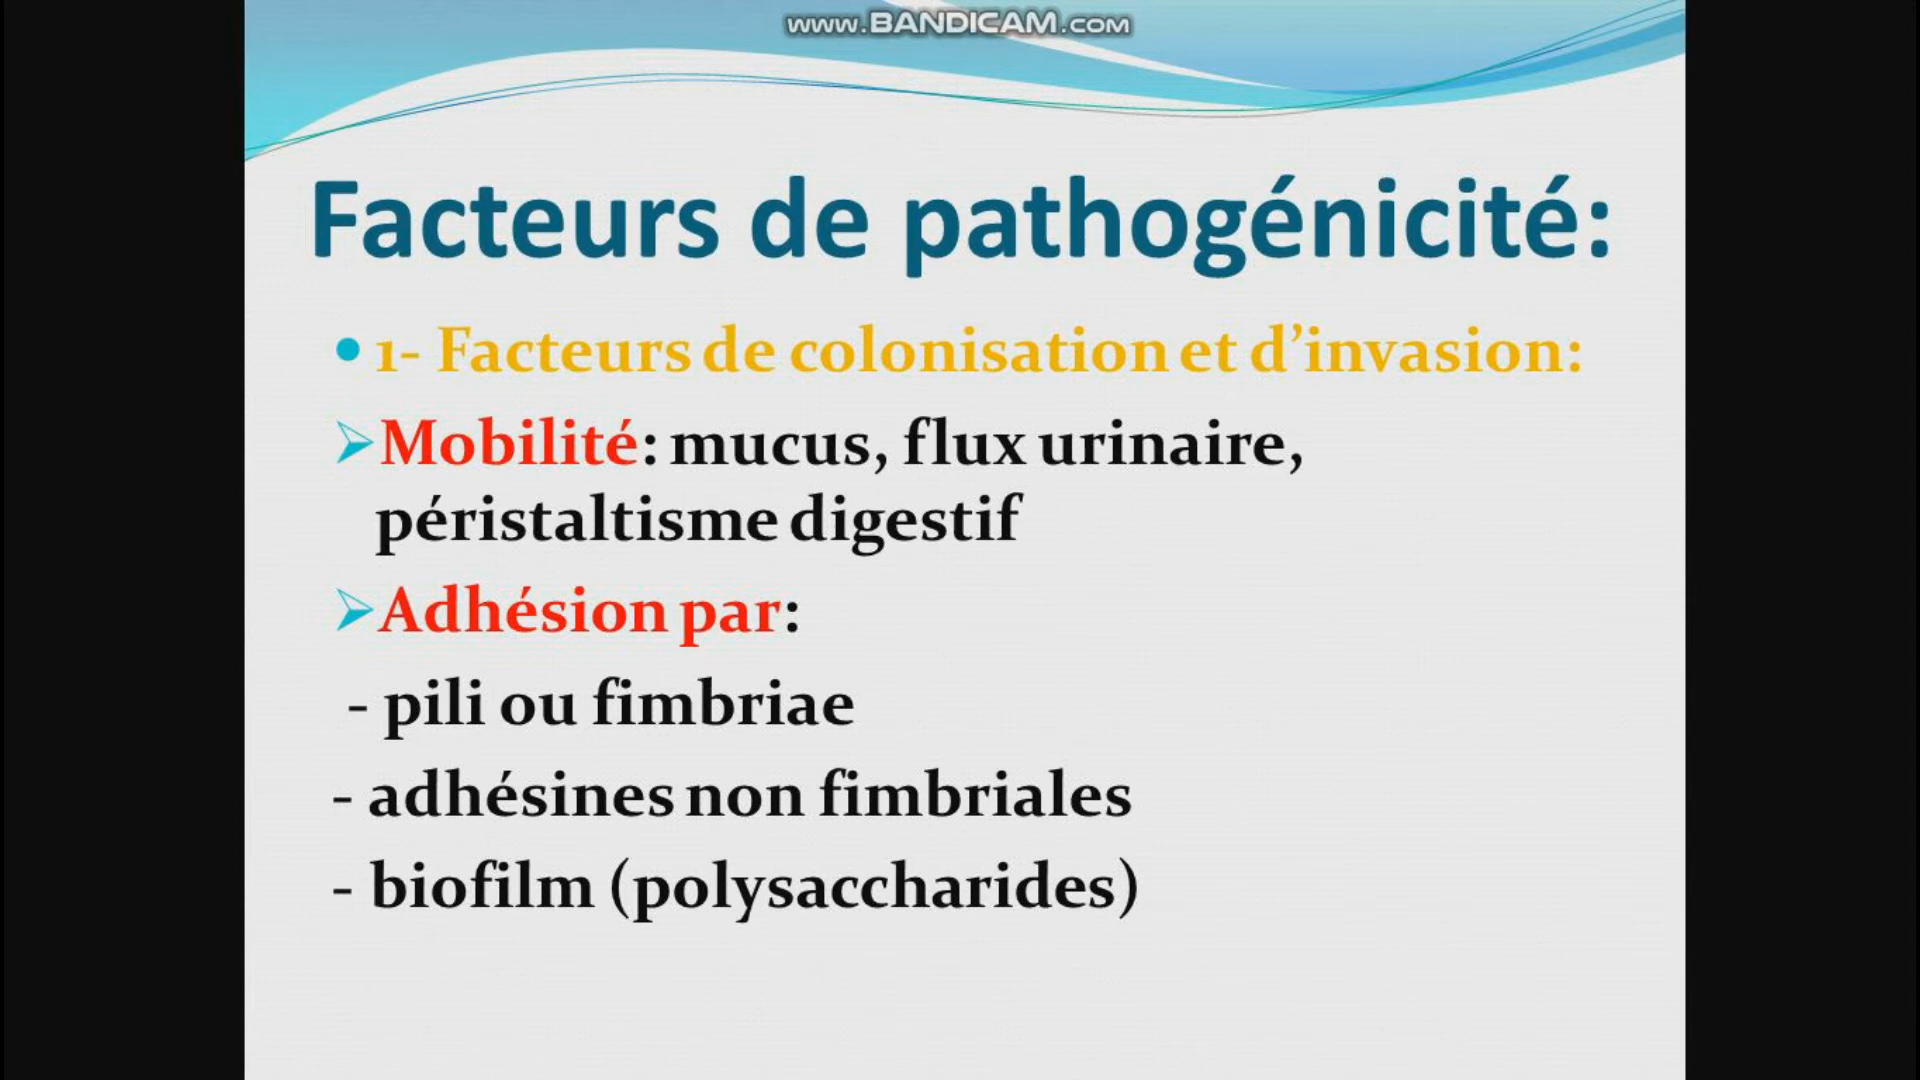 www.BANDICAM.com
Facteurs de pathogénicité:
• 1- Facteurs de colonisation et d’invasion:
➢Mobilité: mucus, flux urinaire,
péristaltisme digestif
➢Adhésion par:
- pili ou fimbriae
- adhésines non fimbriales
- biofilm (polysaccharides)